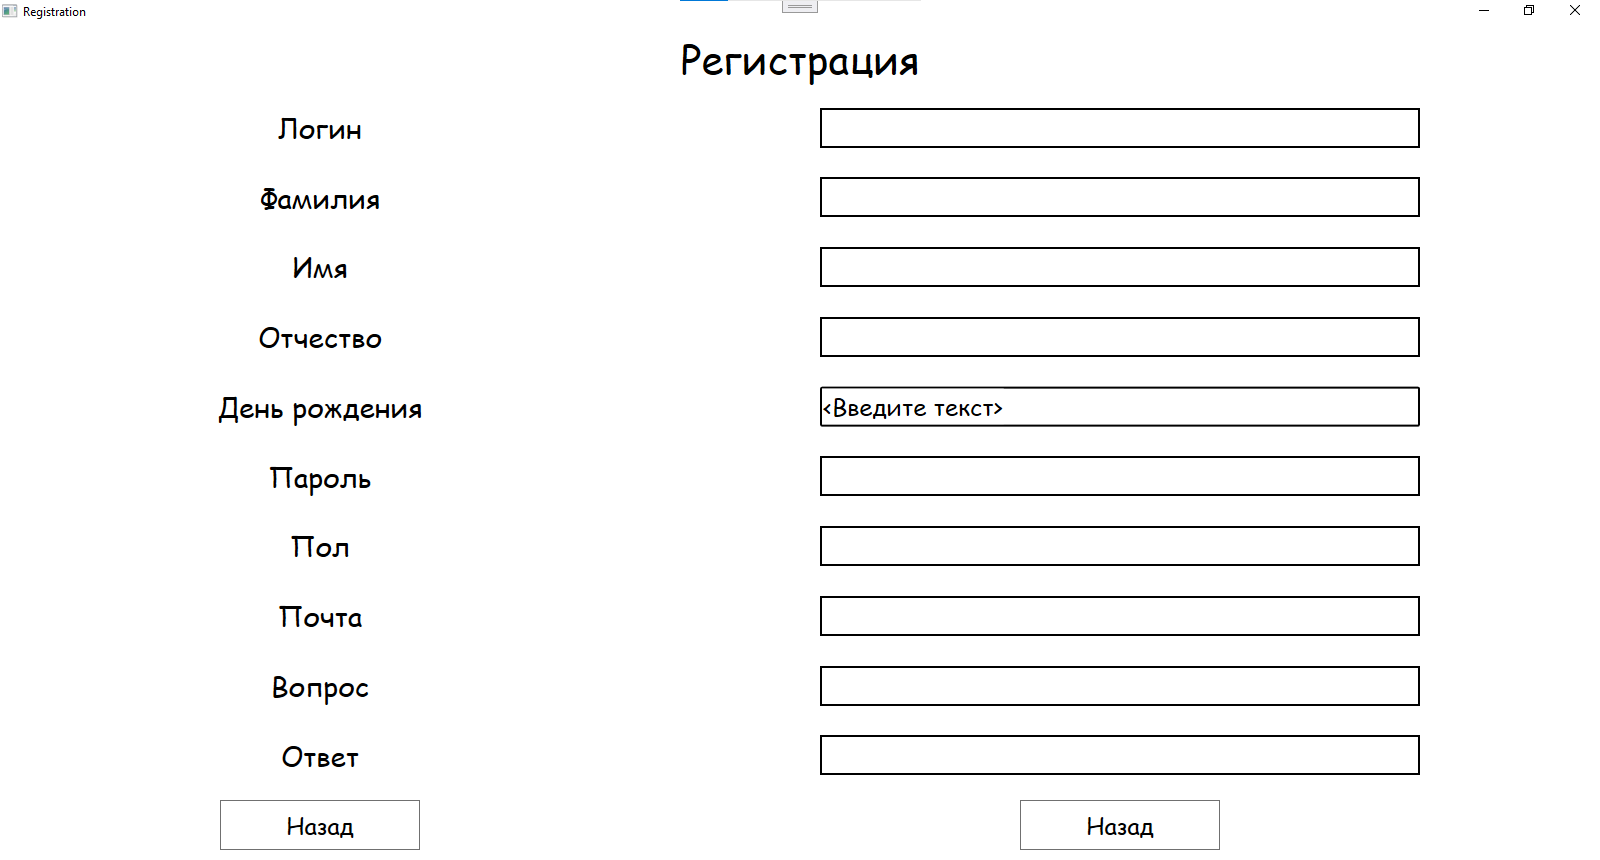 Registration
Регистрация
Логин
Фамилия
Имя
Отчество
День рождения <Введите текст>
Пароль
Пол
Почта
Вопрос
Ответ
Назад Назад